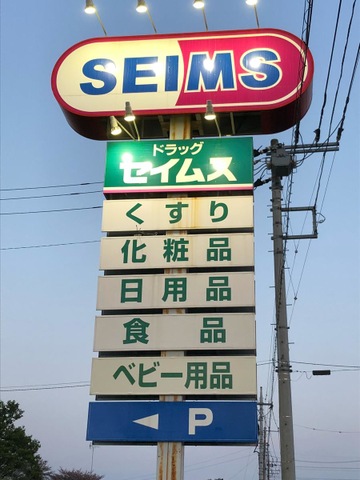 SEIMS
ドラッグ
セイムス
くすり
化粧品
日用品
食品
ベビー用品
◀ P